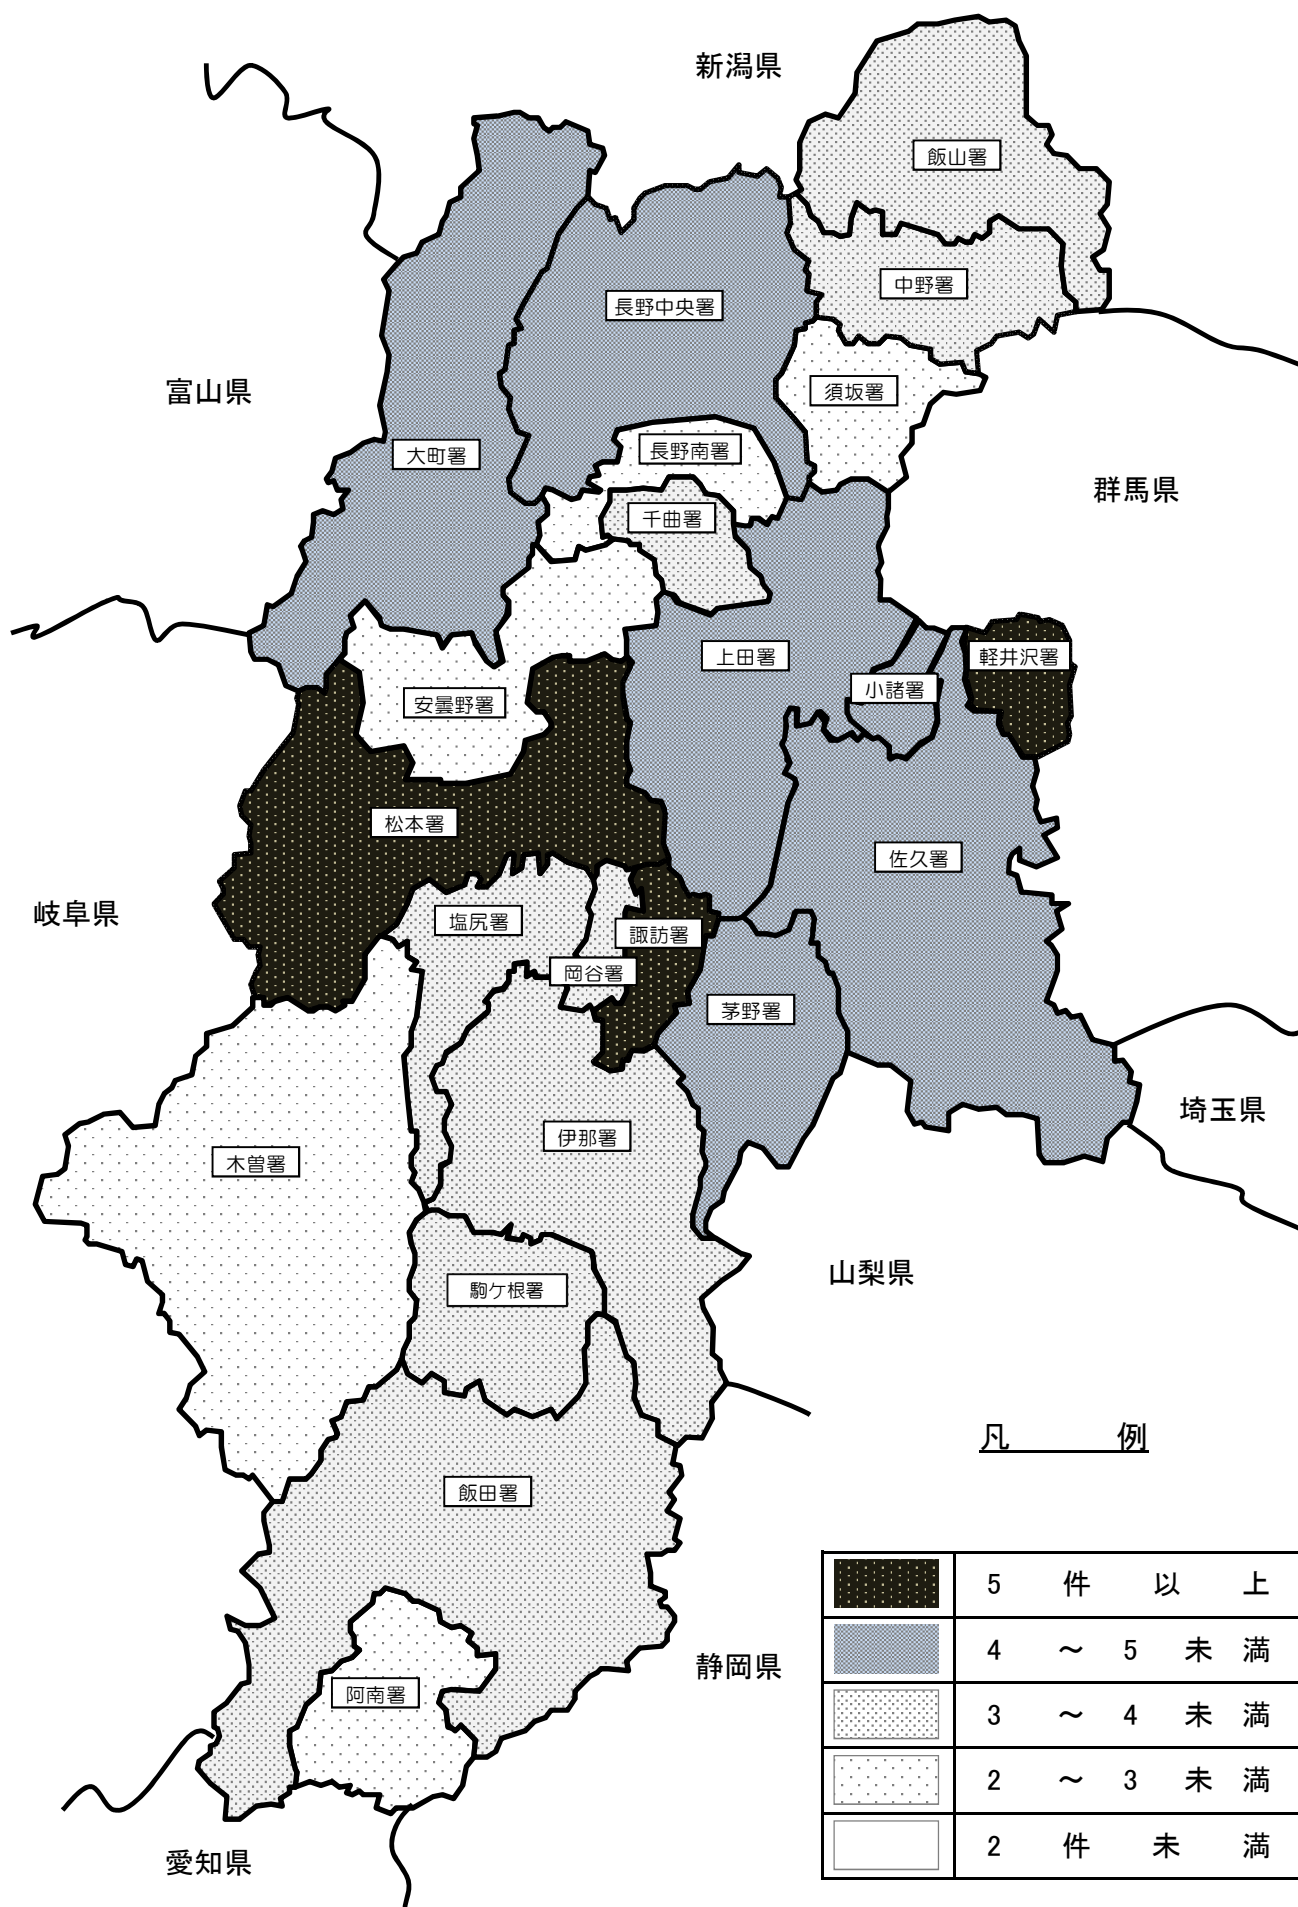 新潟県
飯山署
中野署
長野中央署
富山県
須坂署
大町署
長野南署
群馬県
千曲署
上田署
軽井沢署
小諸署
安曇野署
松本署
佐久署
岐阜県
塩尻署
諏訪署
岡谷署
茅野署
埼玉県
伊那署
木曽署
山梨県
駒ケ根署
凡　例
飯田署
5 件 以 上
4 ～ 5 未 満
静岡県
阿南署
3 ～ 4 未 満
2 ～ 3 未 満
2 件 未 満
愛知県